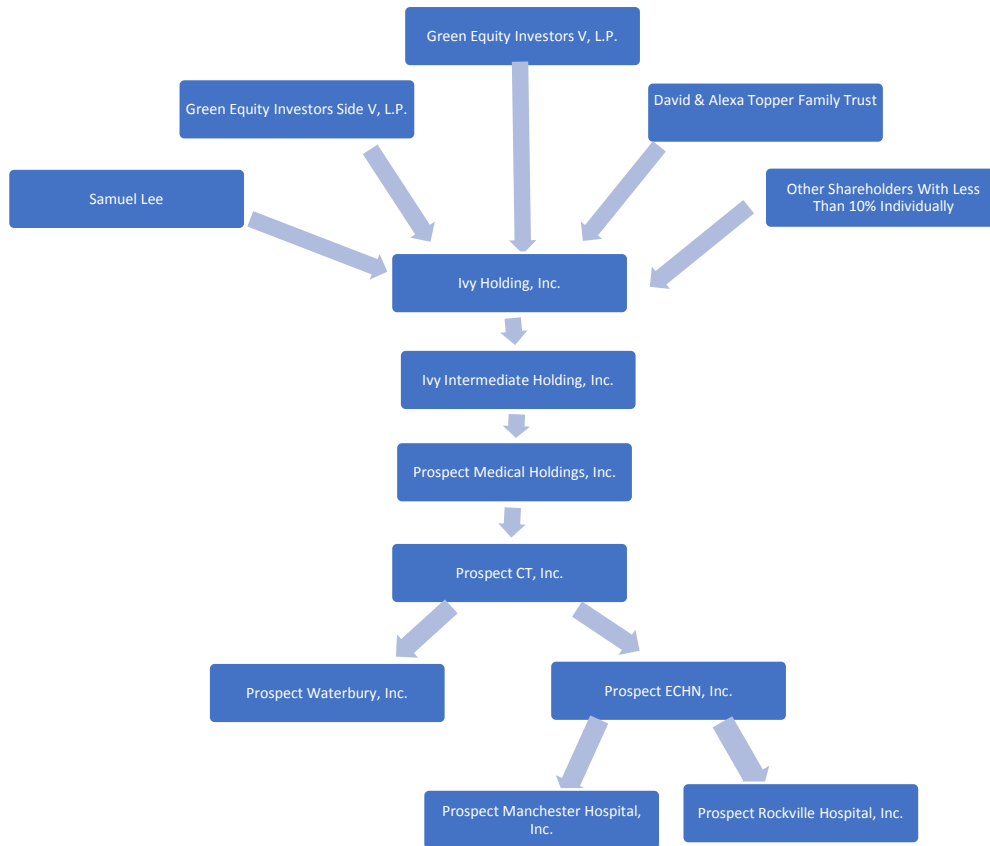 Green Equity Investors V, L.P.
Green Equity Investors Side V, L.P.
David & Alexa Topper Family Trust
Samuel Lee
Other Shareholders With Less
Than 10% Individually
Ivy Holding, Inc.
Ivy Intermediate Holding, Inc.
Prospect Medical Holdings, Inc.
Prospect CT, Inc.
Prospect Waterbury, Inc.
Prospect ECHN, Inc.
Prospect Manchester Hospital,
Inc.
Prospect Rockville Hospital, Inc.